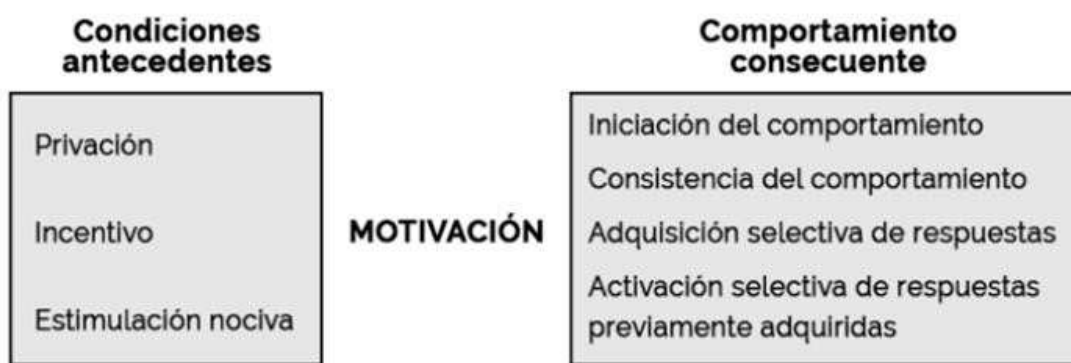 Condiciones
antecedentes
Privación
Incentivo
Estimulación nociva
MOTIVACIÓN
Comportamiento
consecuente
Iniciación del comportamiento
Consistencia del comportamiento
Adquisición selectiva de respuestas
Activación selectiva de respuestas
previamente adquiridas